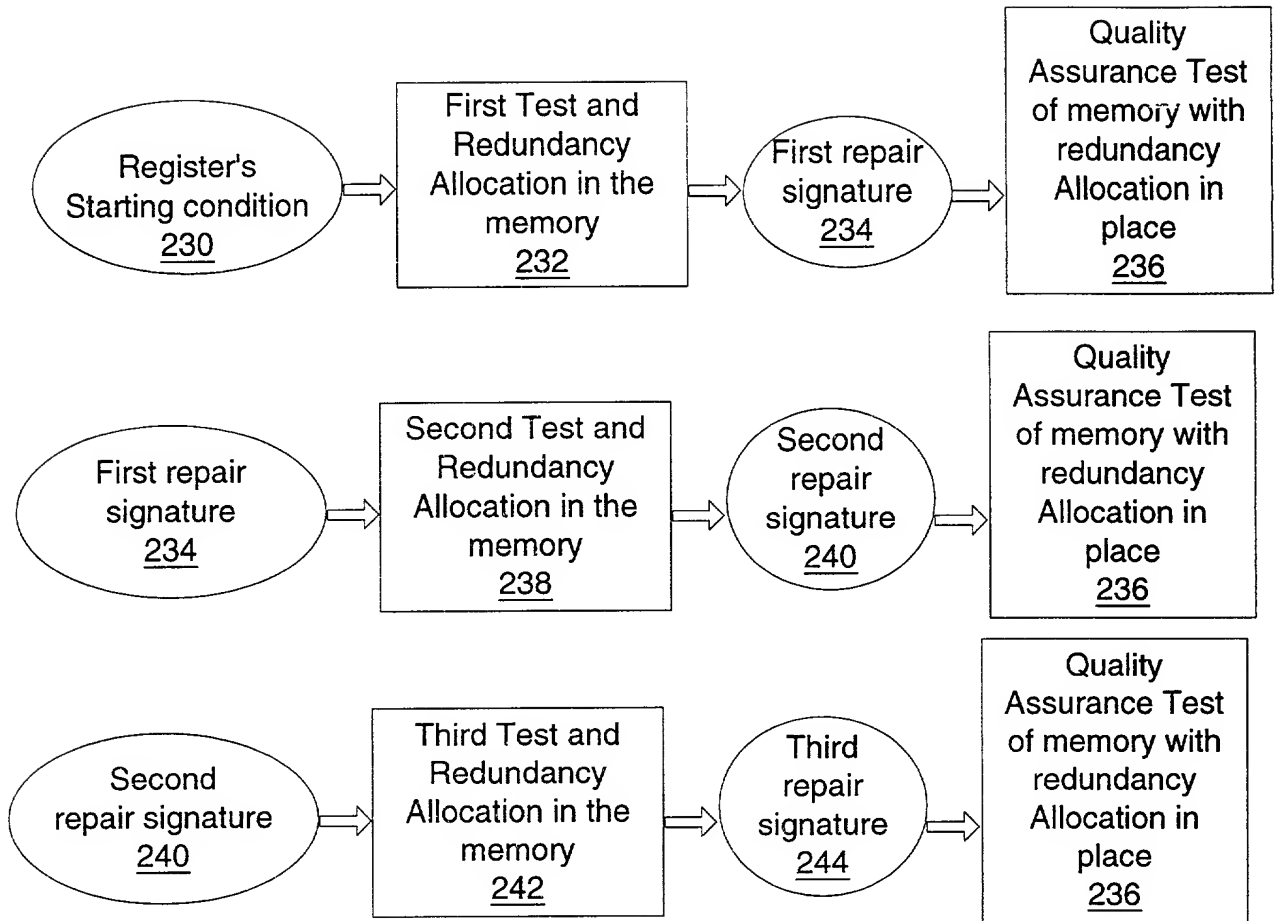 Register's
Starting condition
230
First Test and
Redundancy
Allocation in the
memory
232
First repair
signature
234
Quality
Assurance Test
of memory with
redundancy
Allocation in
place
236
First repair
signature
234
Second Test and
Redundancy
Allocation in the
memory
238
Second
repair
signature
240
Quality
Assurance Test
of memory with
redundancy
Allocation in
place
236
Second
repair signature
240
Third Test and
Redundancy
Allocation in the
memory
242
Third
repair
signature
244
Quality
Assurance Test
of memory with
redundancy
Allocation in
place
236